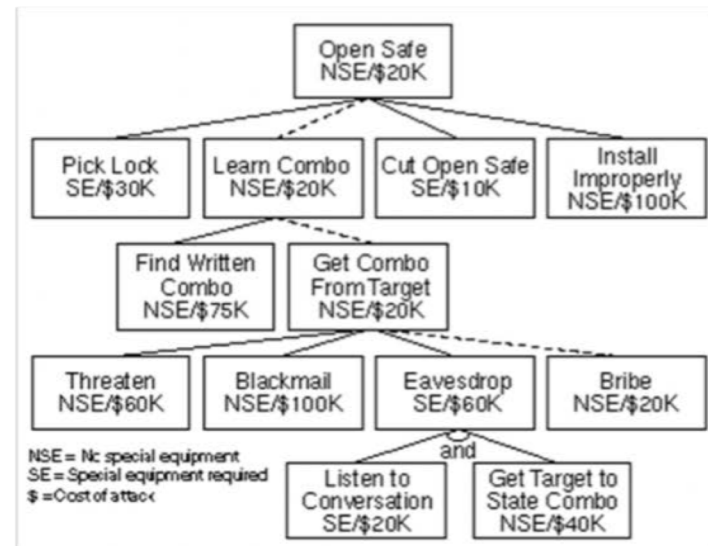 Open Safe
NSE/$20K
Pick Lock
SE/$30K
Learn Combo
NSE/$20K
Cut Open Safe
SE/$10K
Install
Improperly
NSE/$100K
Find Written
Combo
NSE/$75K
Get Combo
From Target
NSE/$20K
Threaten
NSE/$60K
Blackmail
NSE/$100K
Eavesdrop
SE/$60K
Bribe
NSE/$20K
and
Listen to
Conversation
SE/$20K
Get Target to
State Combo
NSE/$40K
NSE = Nc special equipment
SE = Special equipment required
$ = Cost of attack